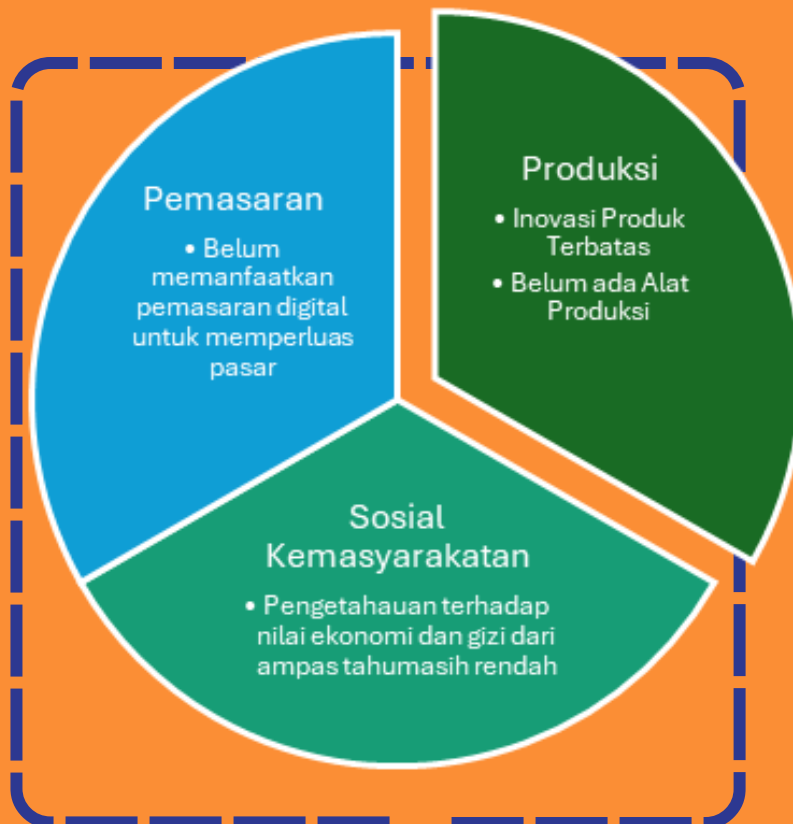 Pemasaran
• Belum
memanfaatkan
pemasaran digital
untuk memperluas
pasar
Produksi
• Inovasi Produk
Terbatas
• Belum ada Alat
Produksi
Sosial
Kemasyarakatan
• Pengetahauan terhadap
nilai ekonomi dan gizi dari
ampas tahumasih rendah